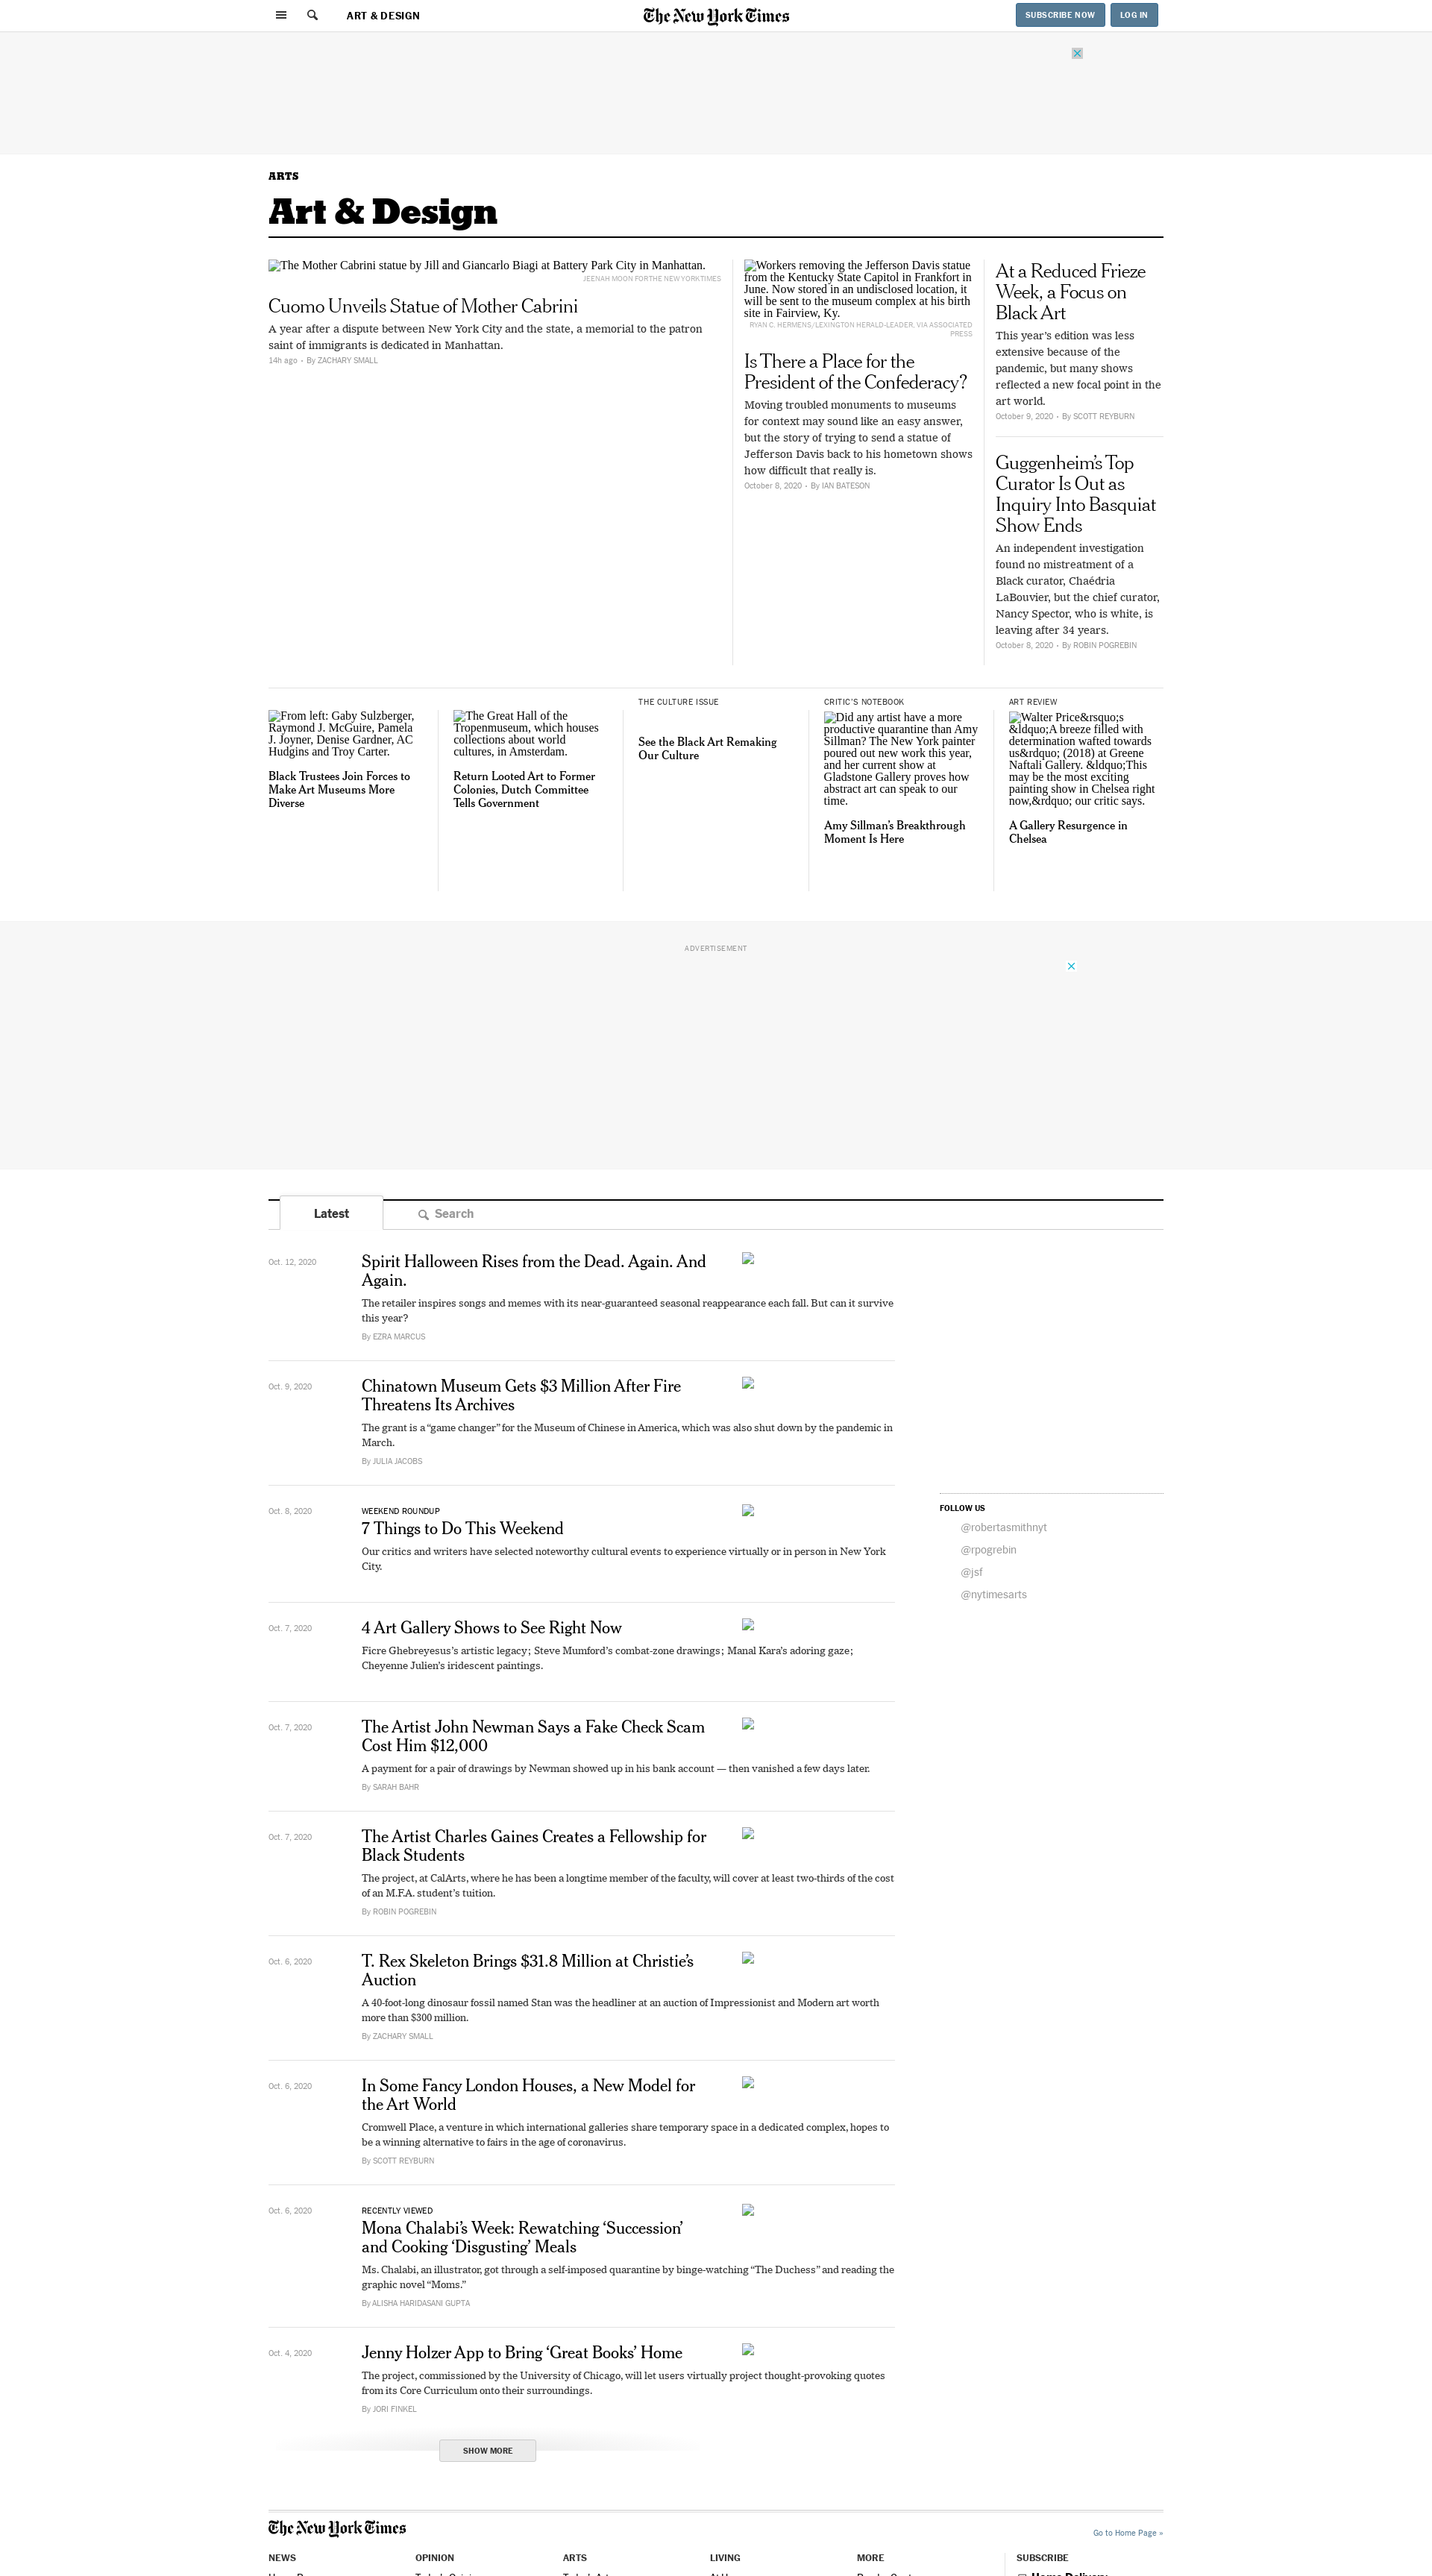 ART & DESIGN
The New York Times
SUBSCRIBE NOW
LOG IN
ARTS
Art & Design
The Mother Cabrini statue by Jill and Giancarlo Biagi at Battery Park City in Manhattan.
JEENAH MOON FORTHE NEW YORKTIMES
Cuomo Unveils Statue of Mother Cabrini
A year after a dispute between New York City and the state, a memorial to the patron
saint of immigrants is dedicated in Manhattan.
14h ago • By ZACHARY SMALL
Workers removing the Jefferson Davis statue
from the Kentucky State Capitol in Frankfort in
June. Now stored in an undisclosed location, it
will be sent to the museum complex at his birth
site in Fairview, Ky.
RYAN C. HERMENS/LEXINGTON HERALD-LEADER, VIA ASSOCIATED
PRESS
Is There a Place for the
President of the Confederacy?
Moving troubled monuments to museums
for context may sound like an easy answer,
but the story of trying to send a statue of
Jefferson Davis back to his hometown shows
how difficult that really is.
October 8, 2020 • By IAN BATESON
At a Reduced Frieze
Week, a Focus on
Black Art
This year’s edition was less
extensive because of the
pandemic, but many shows
reflected a new focal point in the
art world.
October 9, 2020 • By SCOTT REYBURN
Guggenheim’s Top
Curator Is Out as
Inquiry Into Basquiat
Show Ends
An independent investigation
found no mistreatment of a
Black curator, Chaédria
LaBouvier, but the chief curator,
Nancy Spector, who is white, is
leaving after 34 years.
October 8, 2020 • By ROBIN POGREBIN
From left: Gaby Sulzberger,
Raymond J. McGuire, Pamela
J. Joyner, Denise Gardner, AC
Hudgins and Troy Carter.
Black Trustees Join Forces to
Make Art Museums More
Diverse
The Great Hall of the
Tropenmuseum, which houses
collections about world
cultures, in Amsterdam.
Return Looted Art to Former
Colonies, Dutch Committee
Tells Government
THE CULTURE ISSUE
See the Black Art Remaking
Our Culture
CRITIC’S NOTEBOOK
Did any artist have a more
productive quarantine than Amy
Sillman? The New York painter
poured out new work this year,
and her current show at
Gladstone Gallery proves how
abstract art can speak to our
time.
Amy Sillman’s Breakthrough
Moment Is Here
ART REVIEW
Walter Price&rsquo;s
&ldquo;A breeze filled with
determination wafted towards
us&rdquo; (2018) at Greene
Naftali Gallery. &ldquo;This
may be the most exciting
painting show in Chelsea right
now,&rdquo; our critic says.
A Gallery Resurgence in
Chelsea
ADVERTISEMENT
Latest
Search
Oct. 12, 2020
Spirit Halloween Rises from the Dead. Again. And
Again.
The retailer inspires songs and memes with its near-guaranteed seasonal reappearance each fall. But can it survive
this year?
By EZRA MARCUS
Oct. 9, 2020
Chinatown Museum Gets $3 Million After Fire
Threatens Its Archives
The grant is a “game changer” for the Museum of Chinese in America, which was also shut down by the pandemic in
March.
By JULIA JACOBS
Oct. 8, 2020
WEEKEND ROUNDUP
7 Things to Do This Weekend
Our critics and writers have selected noteworthy cultural events to experience virtually or in person in New York
City.
Oct. 7, 2020
4 Art Gallery Shows to See Right Now
Ficre Ghebreyesus’s artistic legacy; Steve Mumford’s combat-zone drawings; Manal Kara’s adoring gaze;
Cheyenne Julien’s iridescent paintings.
Oct. 7, 2020
The Artist John Newman Says a Fake Check Scam
Cost Him $12,000
A payment for a pair of drawings by Newman showed up in his bank account — then vanished a few days later.
By SARAH BAHR
Oct. 7, 2020
The Artist Charles Gaines Creates a Fellowship for
Black Students
The project, at CalArts, where he has been a longtime member of the faculty, will cover at least two-thirds of the cost
of an M.F.A. student’s tuition.
By ROBIN POGREBIN
Oct. 6, 2020
T. Rex Skeleton Brings $31.8 Million at Christie’s
Auction
A 40-foot-long dinosaur fossil named Stan was the headliner at an auction of Impressionist and Modern art worth
more than $300 million.
By ZACHARY SMALL
Oct. 6, 2020
In Some Fancy London Houses, a New Model for
the Art World
Cromwell Place, a venture in which international galleries share temporary space in a dedicated complex, hopes to
be a winning alternative to fairs in the age of coronavirus.
By SCOTT REYBURN
Oct. 6, 2020
RECENTLY VIEWED
Mona Chalabi’s Week: Rewatching ‘Succession’
and Cooking ‘Disgusting’ Meals
Ms. Chalabi, an illustrator, got through a self-imposed quarantine by binge-watching “The Duchess” and reading the
graphic novel “Moms.”
By ALISHA HARIDASANI GUPTA
Oct. 4, 2020
Jenny Holzer App to Bring ‘Great Books’ Home
The project, commissioned by the University of Chicago, will let users virtually project thought-provoking quotes
from its Core Curriculum onto their surroundings.
By JORI FINKEL
SHOW MORE
FOLLOW US
@robertasmithnyt
@rpogrebin
@jsf
@nytimesarts
The New York Times
Go to Home Page »
NEWS
OPINION
ARTS
LIVING
MORE
SUBSCRIBE